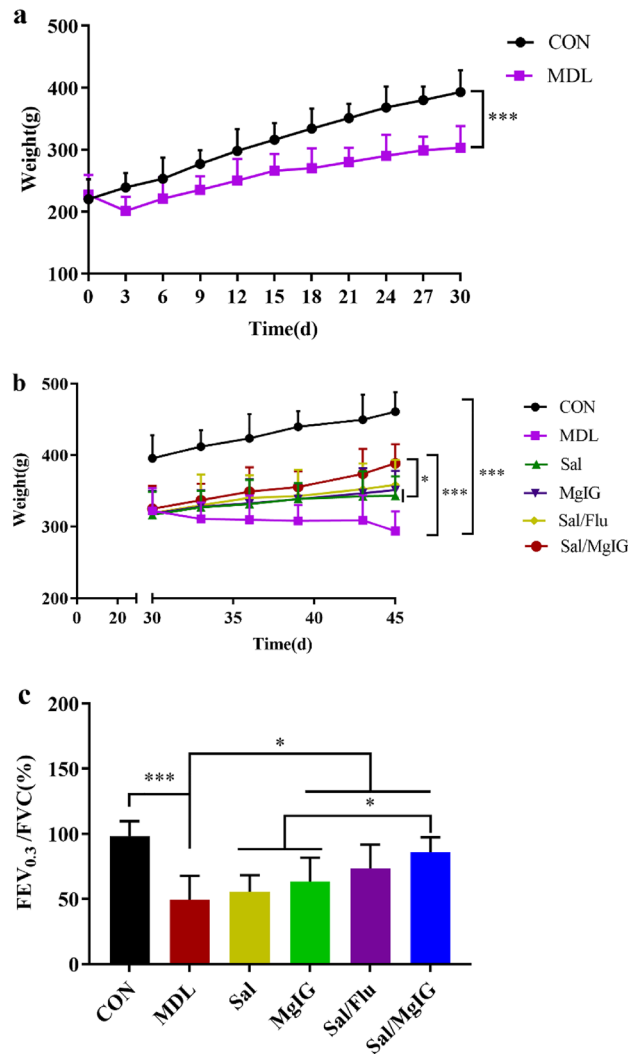 a
500
400
300
200
100
Weight(g)
0 3 6 9 12 15 18 21 24 27 30
Time(d)
CON
MDL
***
b
500
400
300
200
Weight(g)
0 20 30 35 40 45
Time(d)
CON
MDL
Sal
MgIG
Sal/Flu
Sal/MgIG
*
***
***
c
200
150
100
50
0
FEV0.3 /FVC(%)
***
*
*
CON MDL Sal MgIG Sal/Flu Sal/MgIG